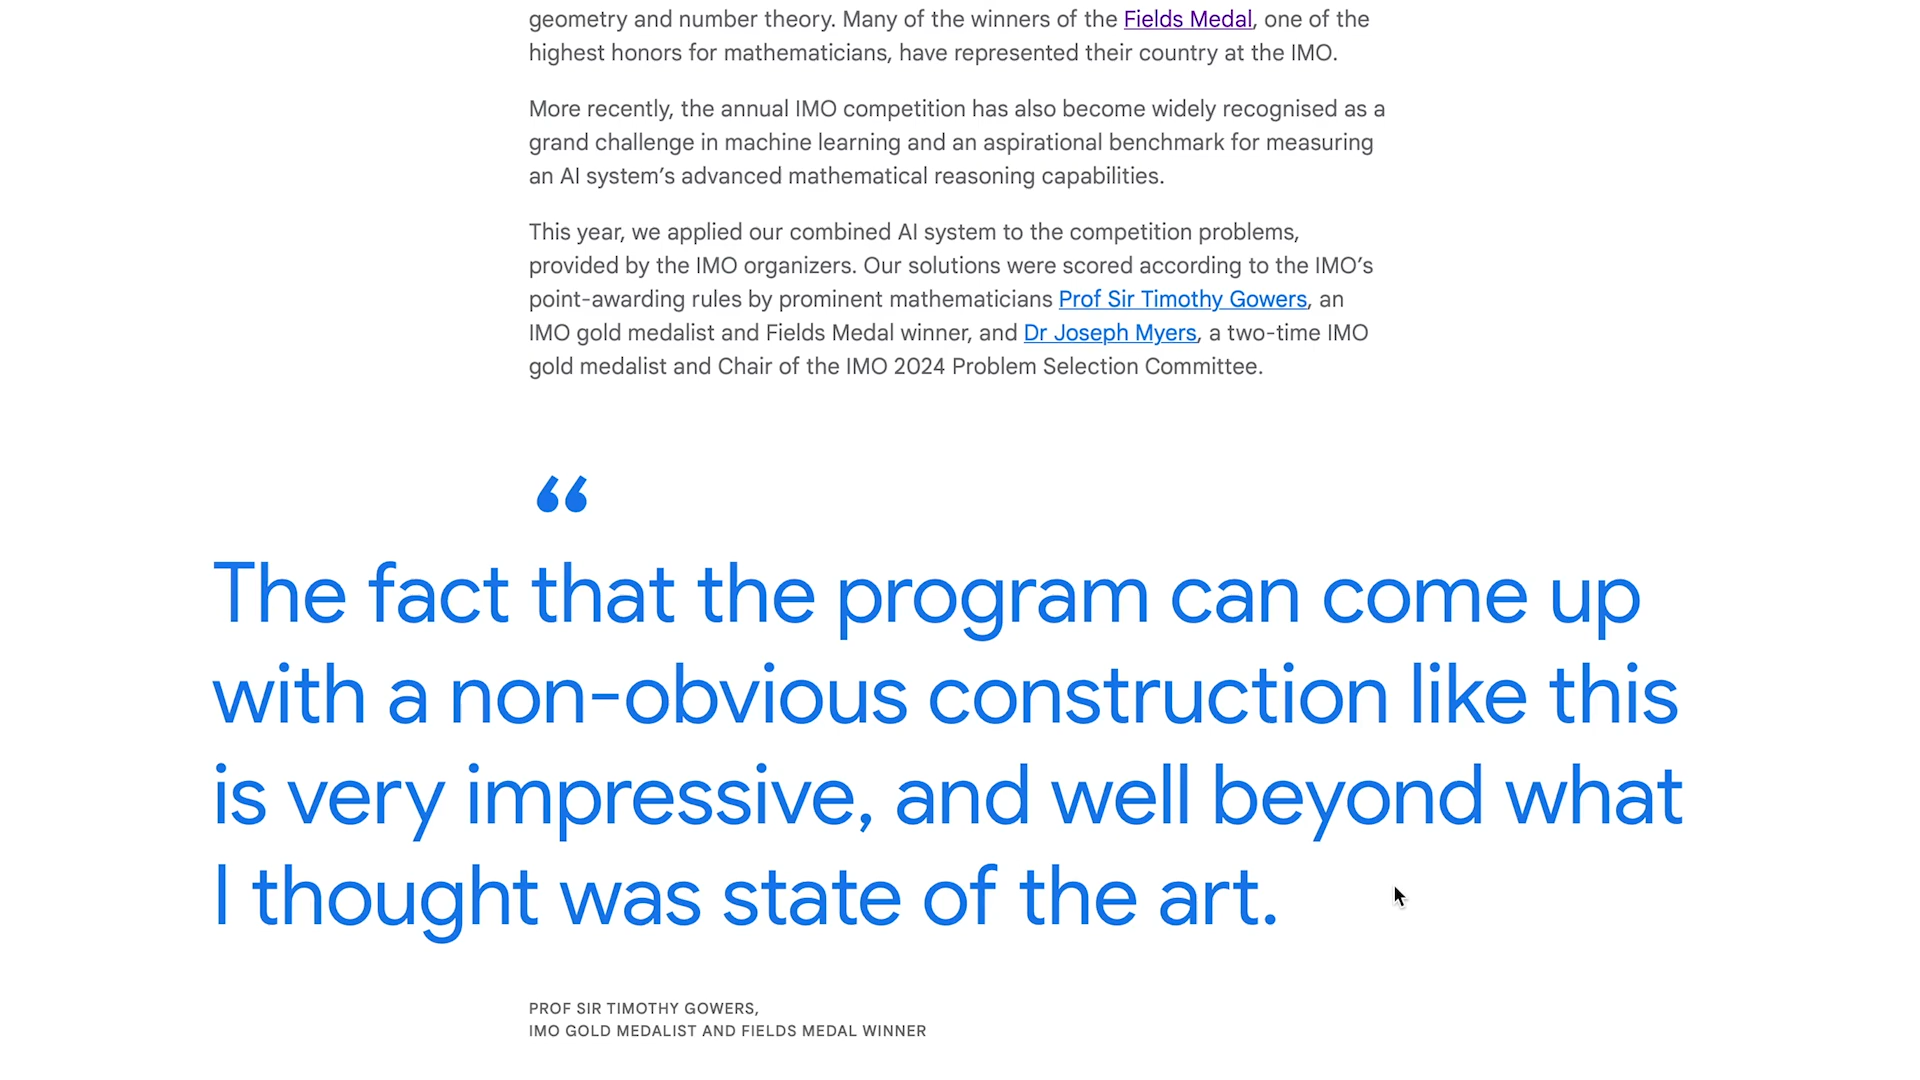 geometry and number theory. Many of the winners of the Fields Medal, one of the
highest honors for mathematicians, have represented their country at the IMO.
More recently, the annual IMO competition has also become widely recognised as a
grand challenge in machine learning and an aspirational benchmark for measuring
an AI system’s advanced mathematical reasoning capabilities.
This year, we applied our combined AI system to the competition problems,
provided by the IMO organizers. Our solutions were scored according to the IMO’s
point-awarding rules by prominent mathematicians Prof Sir Timothy Gowers, an
IMO gold medalist and Fields Medal winner, and Dr Joseph Myers, a two-time IMO
gold medalist and Chair of the IMO 2024 Problem Selection Committee.
“
The fact that the program can come up
with a non-obvious construction like this
is very impressive, and well beyond what
I thought was state of the art.
PROF SIR TIMOTHY GOWERS,
IMO GOLD MEDALIST AND FIELDS MEDAL WINNER